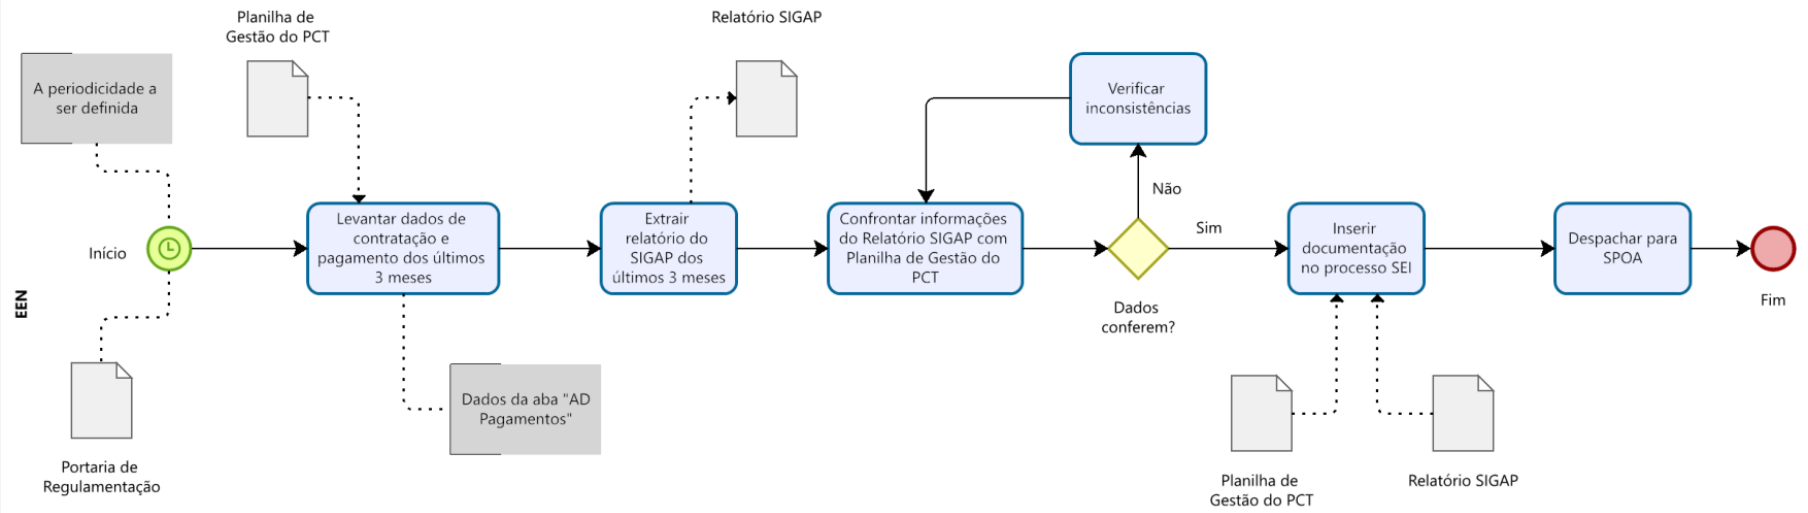 Planilha de
Gestão do PCT
Relatório SIGAP
A periodicidade a
ser definida
Verificar
inconsistências
Não
Início
Levantar dados de
contratação e
pagamento dos últimos
3 meses
Extrair
relatório do
SIGAP dos
últimos 3 meses
Confrontar informações
do Relatório SIGAP com
Planilha de Gestão do
PCT
Sim
Inserir
documentação
no processo SEI
Despachar para
SPOA
EEN
Dados
conferem?
Fim
Dados da aba "AD
Pagamentos"
Portaria de
Regulamentação
Planilha de
Gestão do PCT
Relatório SIGAP